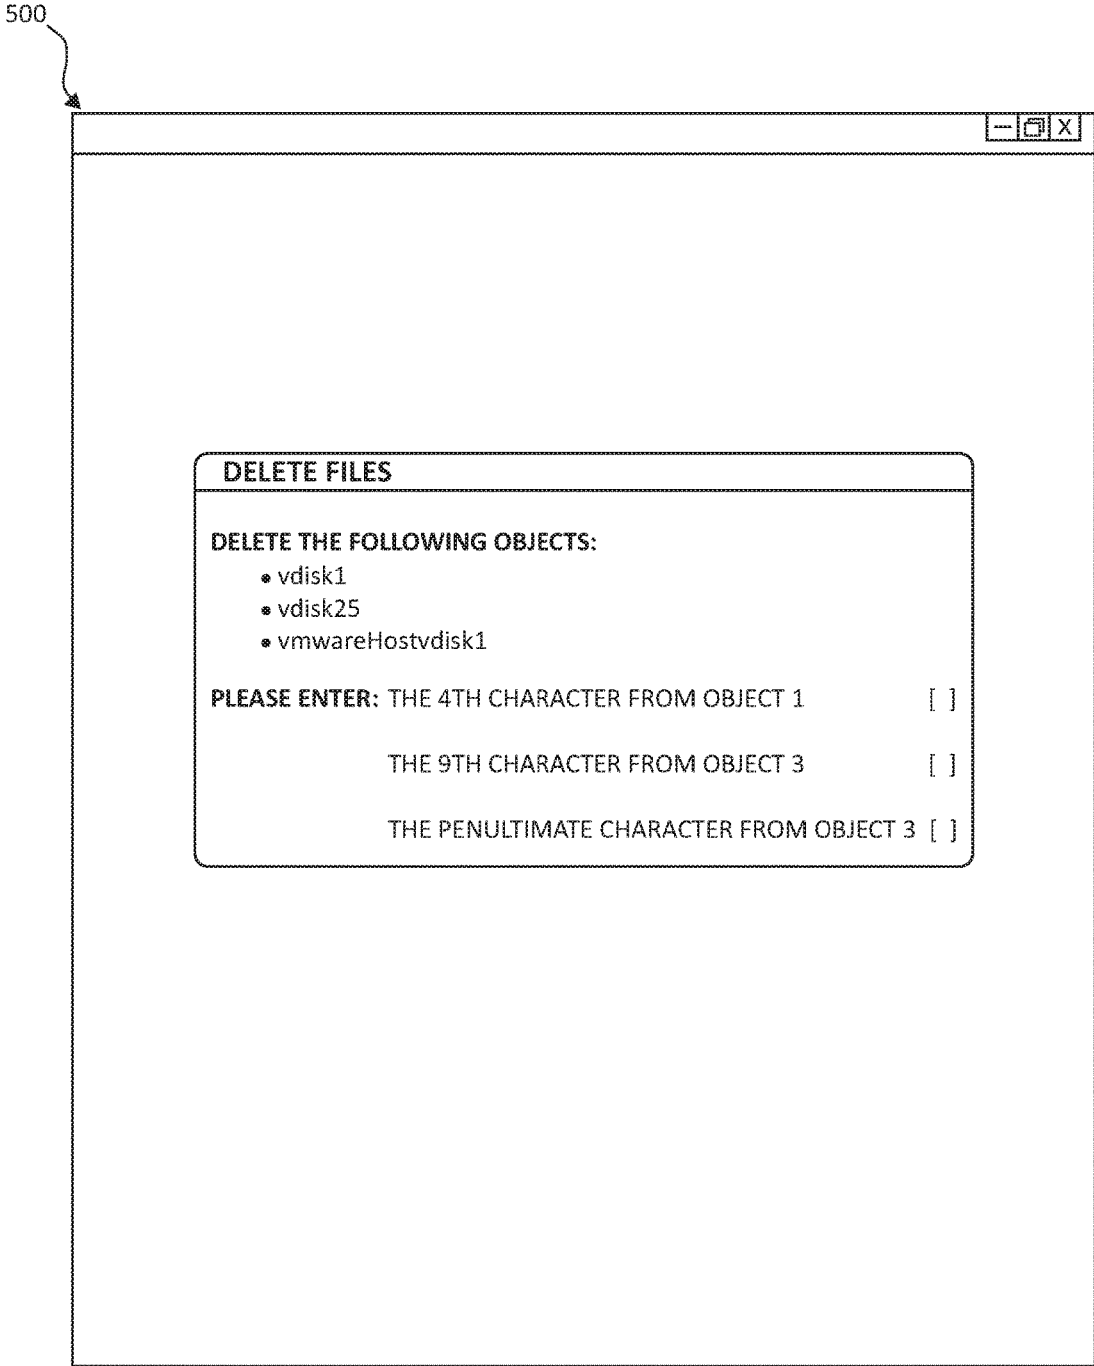 500
X
DELETE FILES
DELETE THE FOLLOWING OBJECTS:
• vdisk1
• vdisk25
• vmwareHostvdisk1
PLEASE ENTER: THE 4TH CHARACTER FROM OBJECT 1 [ ]
THE 9TH CHARACTER FROM OBJECT 3 [ ]
THE PENULTIMATE CHARACTER FROM OBJECT 3 [ ]